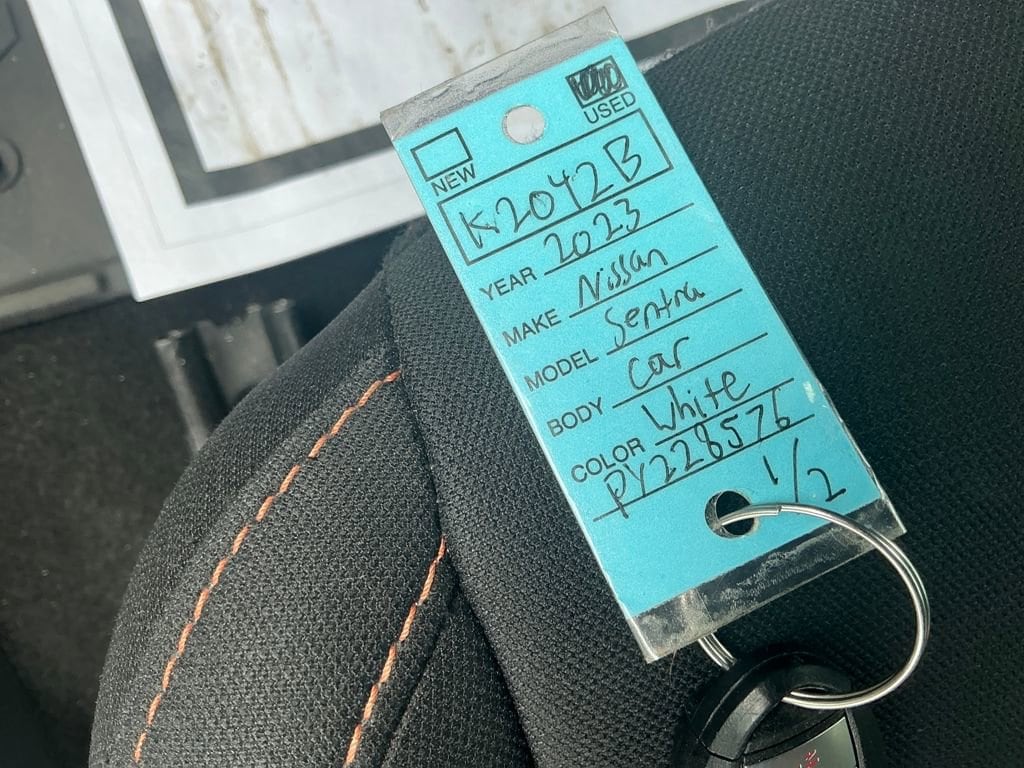 USED
NEW
K2042B
YEAR 2023
MAKE Nissan
MODEL Sentra
BODY car
COLOR White
PY228576
1/2